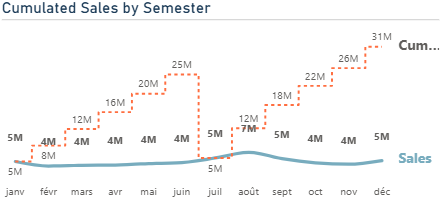 Cumulated Sales by Semester
31M
Cum...
26M
25M
22M
20M
18M
16M
12M
12M
7M
5M 4M 4M 4M 4M 4M 5M 5M 4M 4M 5M
8M
Sales
5M
5M
janv févr mars avr mai juin juil août sept oct nov déc